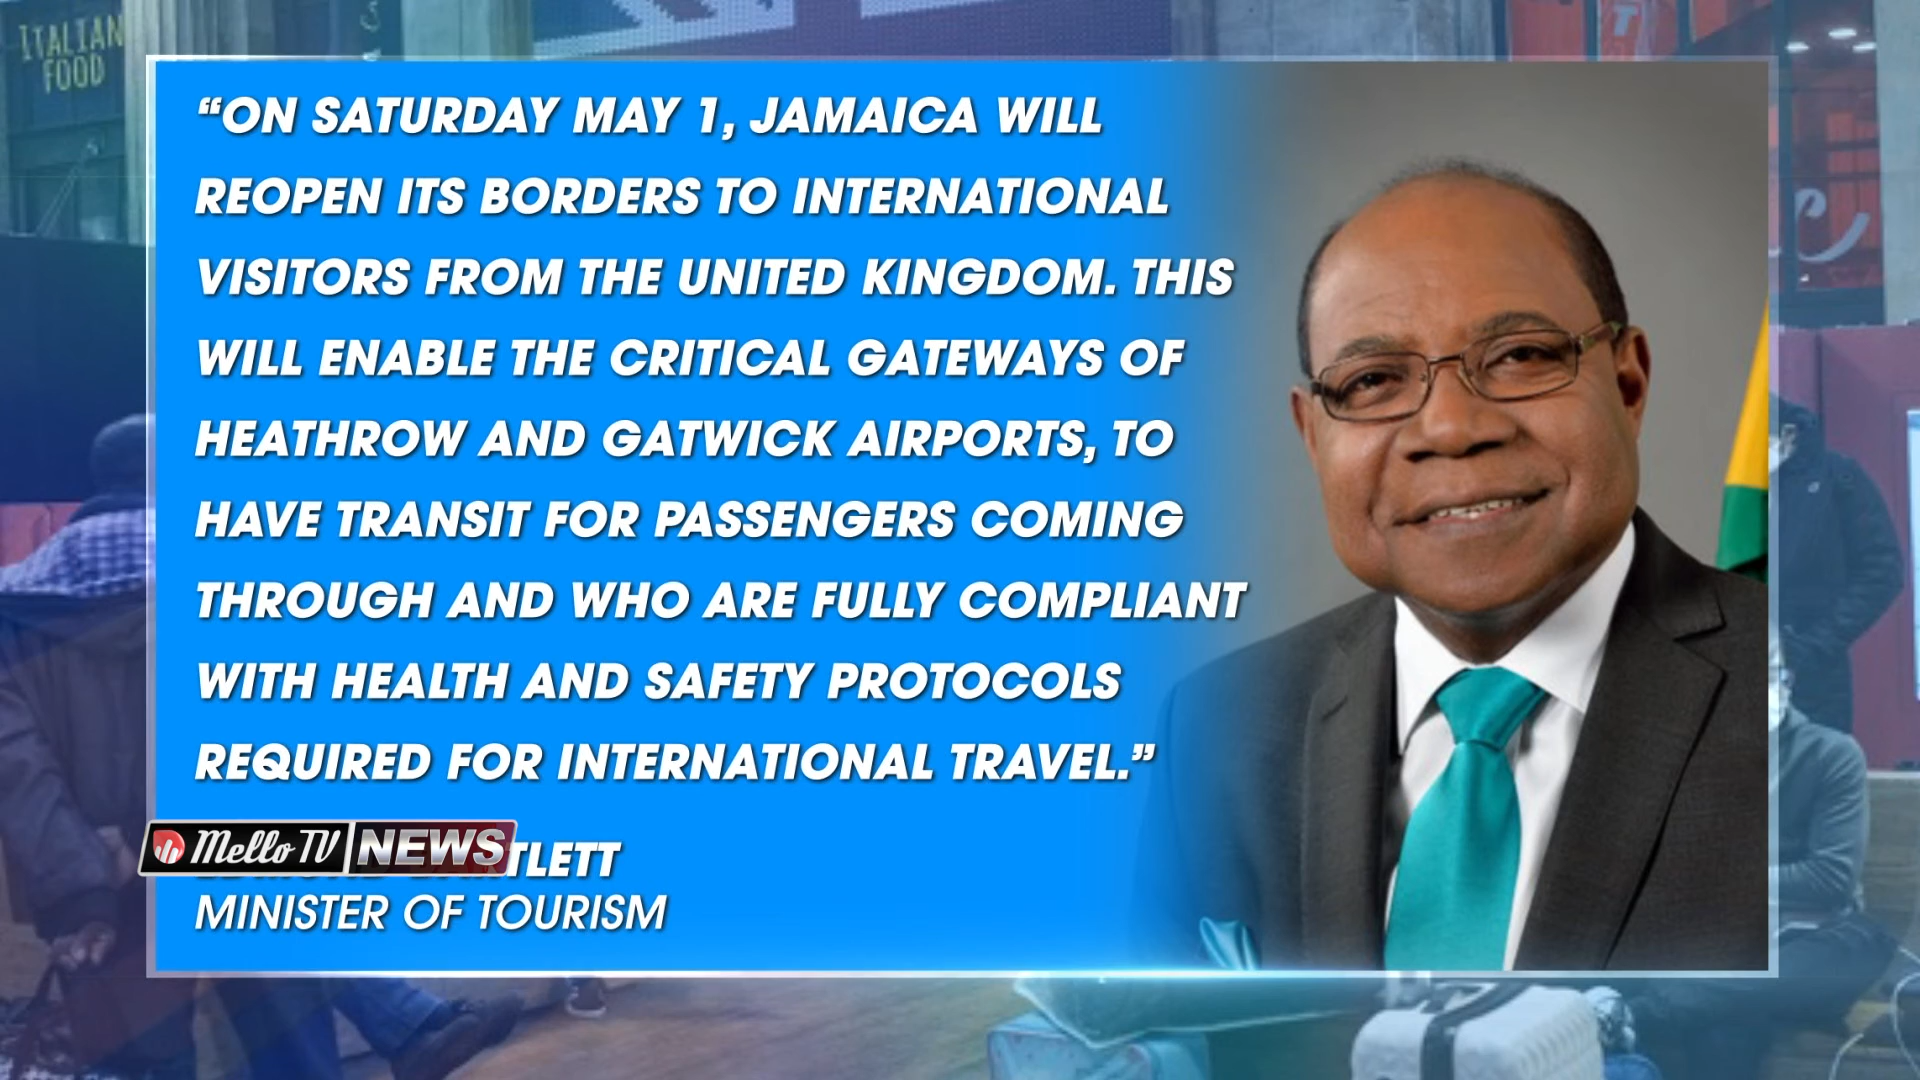 ITALIAN
FOOD
“ON SATURDAY MAY 1, JAMAICA WILL
REOPEN ITS BORDERS TO INTERNATIONAL
VISITORS FROM THE UNITED KINGDOM. THIS
WILL ENABLE THE CRITICAL GATEWAYS OF
HEATHROW AND GATWICK AIRPORTS, TO
HAVE TRANSIT FOR PASSENGERS COMING
THROUGH AND WHO ARE FULLY COMPLIANT
WITH HEALTH AND SAFETY PROTOCOLS
REQUIRED FOR INTERNATIONAL TRAVEL.”
Mello TV NEWS
MINISTER OF TOURISM